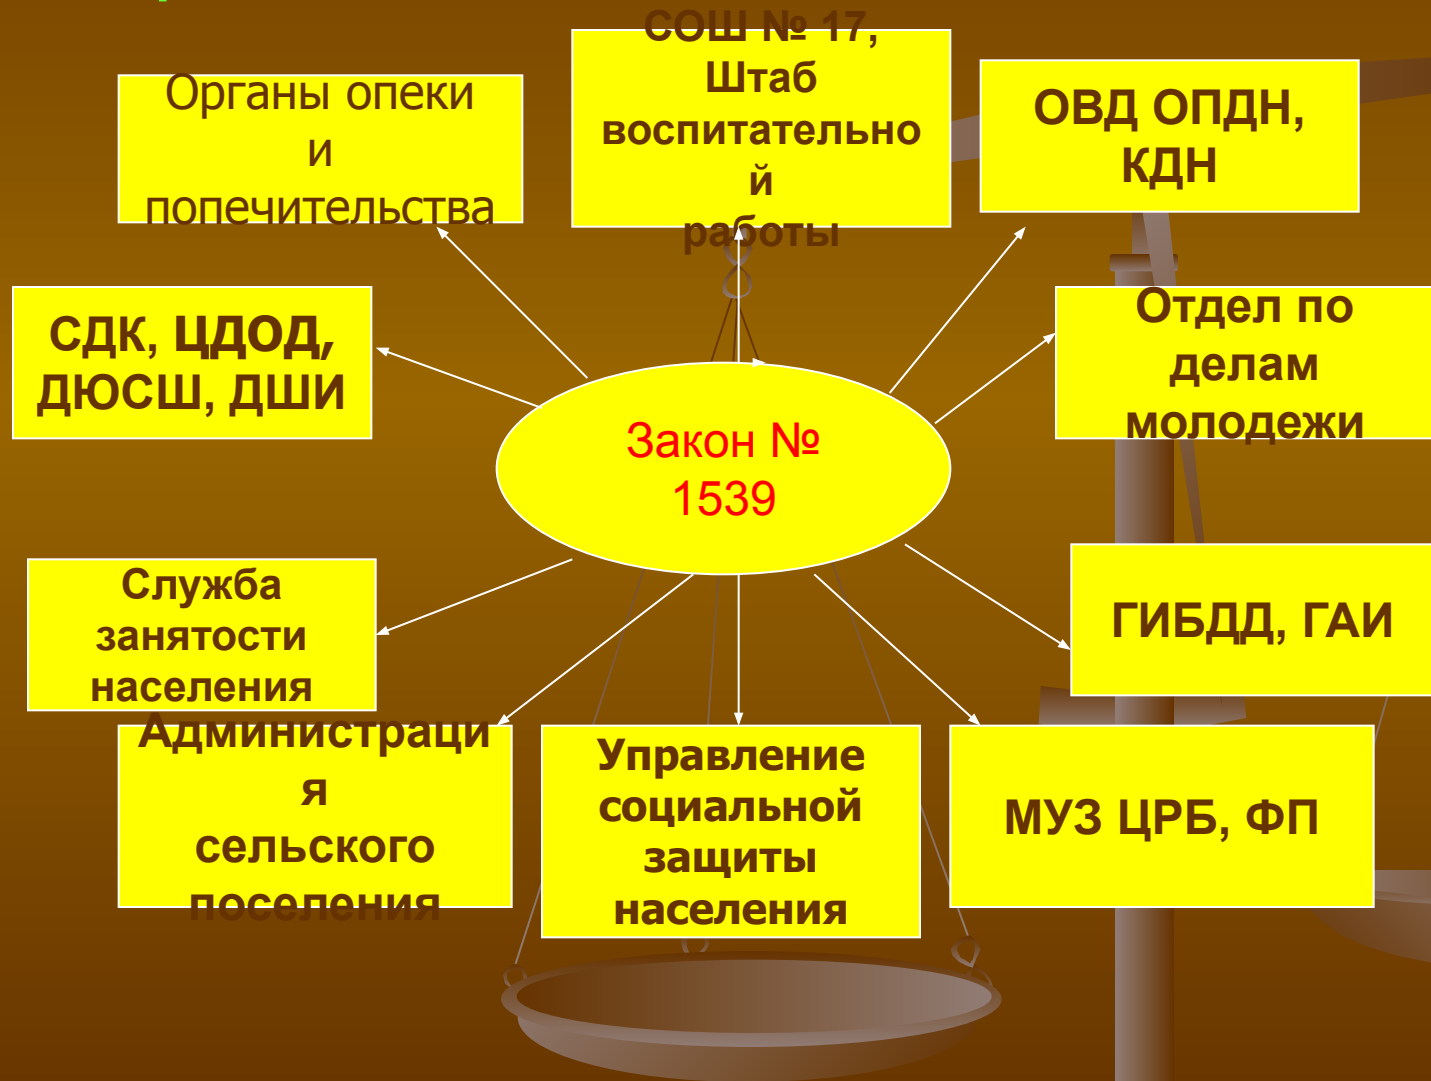 СОШ № 17,
Штаб
воспитательно
й
работы
Органы опеки
и
попечительства
ОВД ОПДН,
КДН
СДК, ЦДОД,
ДЮСШ, ДШИ
Отдел по
делам
молодежи
Закон №
1539
Служба
занятости
населения
ГИБДД, ГАИ
Администраци
я
сельского
поселения
Управление
социальной
защиты
населения
МУЗ ЦРБ, ФП